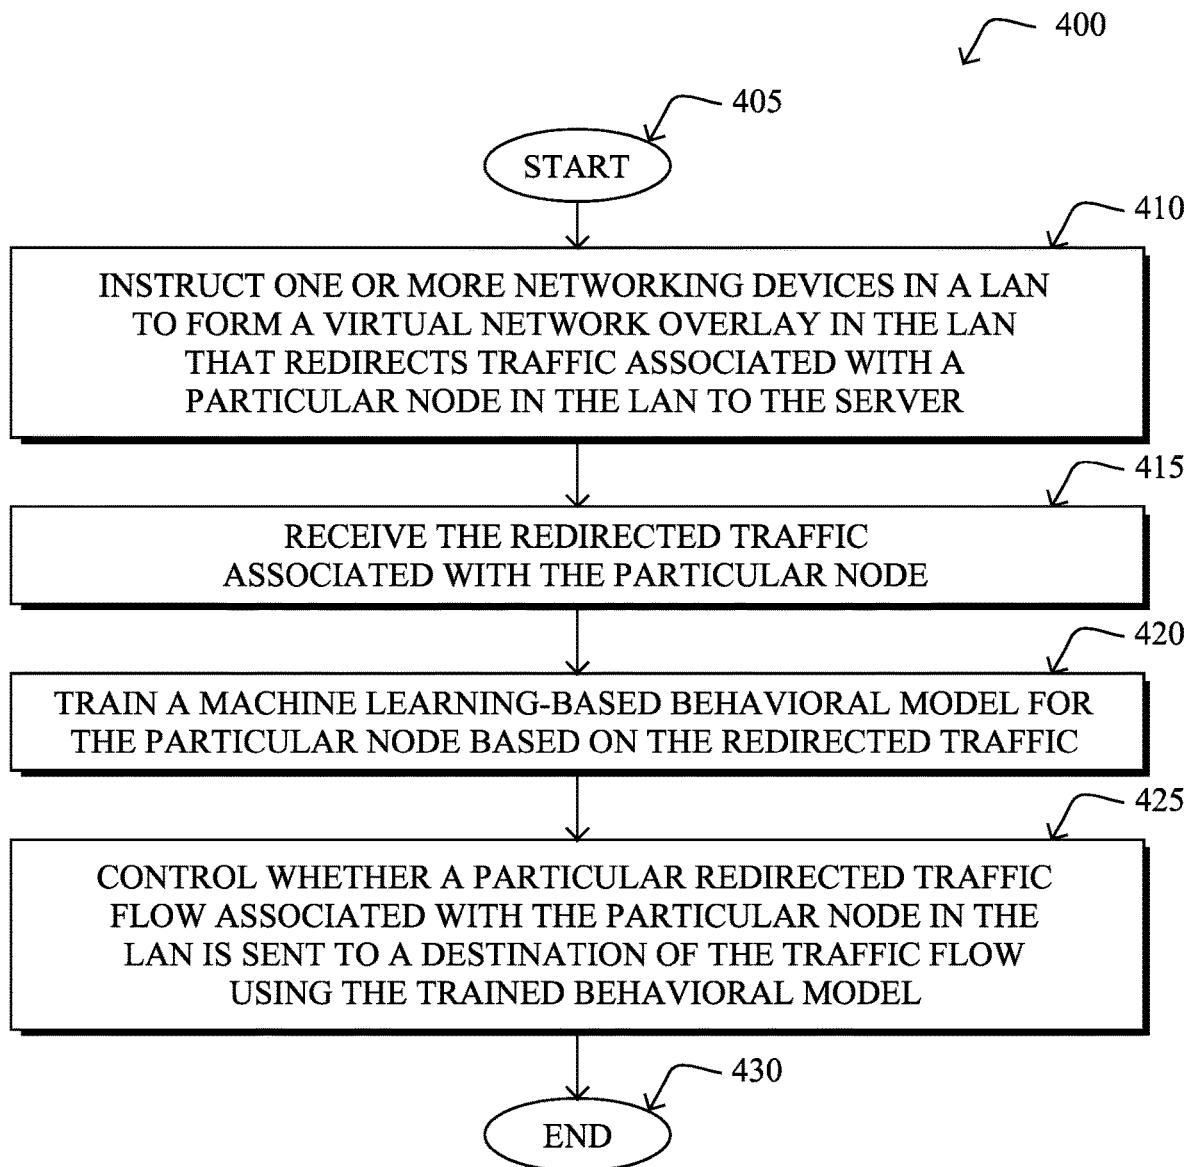 400
405
START
410
INSTRUCT ONE OR MORE NETWORKING DEVICES IN A LAN
TO FORM A VIRTUAL NETWORK OVERLAY IN THE LAN
THAT REDIRECTS TRAFFIC ASSOCIATED WITH A
PARTICULAR NODE IN THE LAN TO THE SERVER
415
RECEIVE THE REDIRECTED TRAFFIC
ASSOCIATED WITH THE PARTICULAR NODE
420
TRAIN A MACHINE LEARNING-BASED BEHAVIORAL MODEL FOR
THE PARTICULAR NODE BASED ON THE REDIRECTED TRAFFIC
425
CONTROL WHETHER A PARTICULAR REDIRECTED TRAFFIC
FLOW ASSOCIATED WITH THE PARTICULAR NODE IN THE
LAN IS SENT TO A DESTINATION OF THE TRAFFIC FLOW
USING THE TRAINED BEHAVIORAL MODEL
430
END